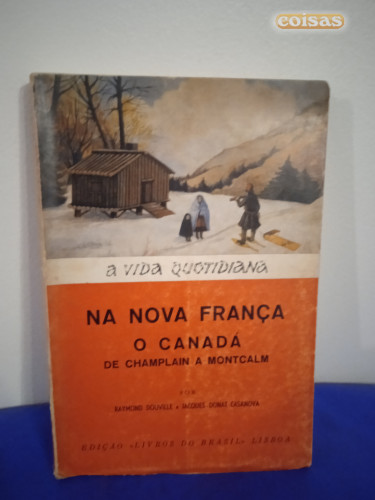 coisas
A VIDA QUOTIDIANA
NA NOVA FRANÇA
O CANADÁ
DE CHAMPLAIN A MONTCALM
POR
RAYMOND DOUVILLE e JACQUES-DONAT CASANOVA
EDIÇÃO «LIVROS DO BRASIL» LISBOA